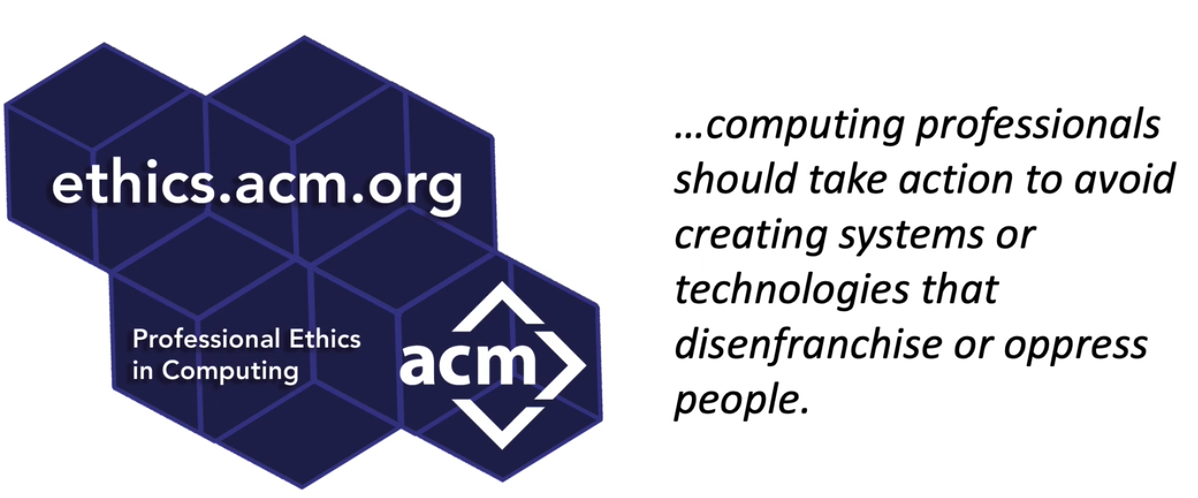 ethics.acm.org
Professional Ethics
in Computing
acm
…computing professionals
should take action to avoid
creating systems or
technologies that
disenfranchise or oppress
people.